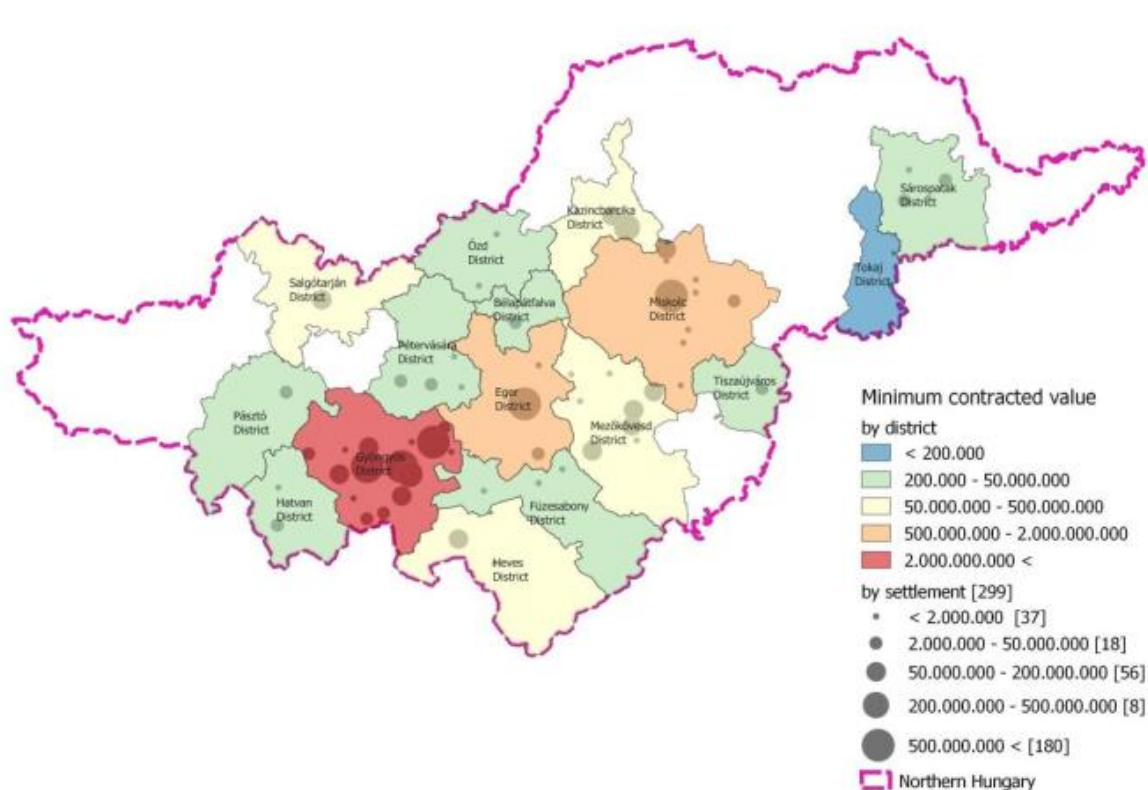 Kazincbarcika
District
Sárospatak
District
Ózd
District
Tokaj
District
Salgótarján
District
Bélapátfalva
District
Miskolc
District
Pétervására
District
Tiszaújváros
District
Eger
District
Pásztó
District
Mezőkövesd
District
Gyöngyös
District
Hatvan
District
Füzesabony
District
Heves
District
Minimum contracted value
by district
< 200.000
200.000 - 50.000.000
50.000.000 - 500.000.000
500.000.000 - 2.000.000.000
2.000.000.000 <
by settlement [299]
< 2.000.000 [37]
2.000.000 - 50.000.000 [18]
50.000.000 - 200.000.000 [56]
200.000.000 - 500.000.000 [8]
500.000.000 < [180]
Northern Hungary